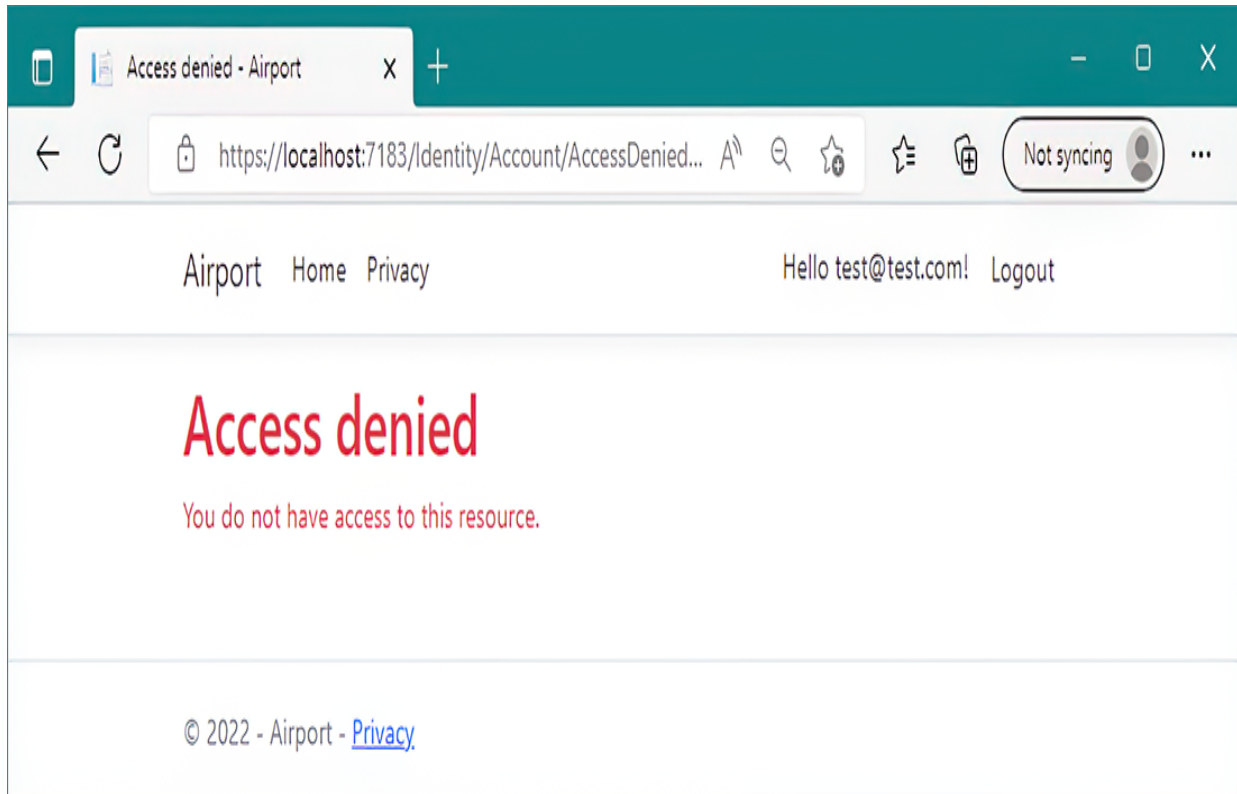 Access denied - Airport
https://localhost:7183/Identity/Account/AccessDenied... A
Not syncing
Airport Home Privacy Hello test@test.com! Logout
Access denied
You do not have access to this resource.
© 2022 - Airport - Privacy